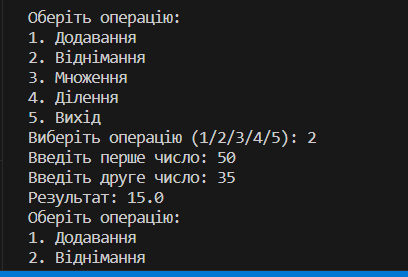 Оберіть операцію:
1. Додавання
2. Віднімання
3. Множення
4. Ділення
5. Вихід
Виберіть операцію (1/2/3/4/5): 2
Введіть перше число: 50
Введіть друге число: 35
Результат: 15.0
Оберіть операцію:
1. Додавання
2. Віднімання